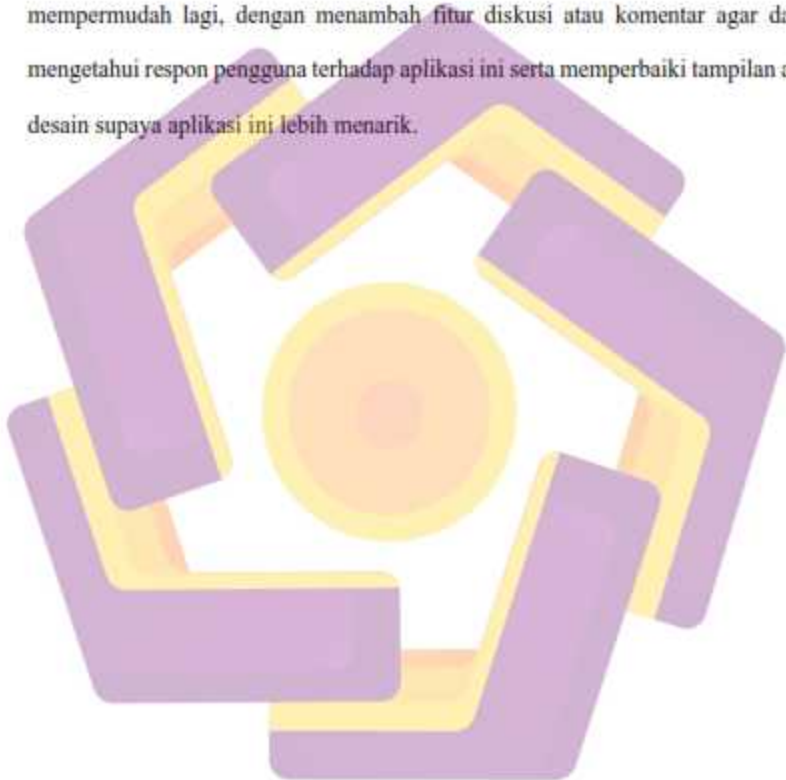 mempermudah lagi, dengan menambah fitur diskusi atau komentar agar
mengetahui respon pengguna terhadap aplikasi ini serta memperbaiki tampilan
desain supaya aplikasi ini lebih menarik.